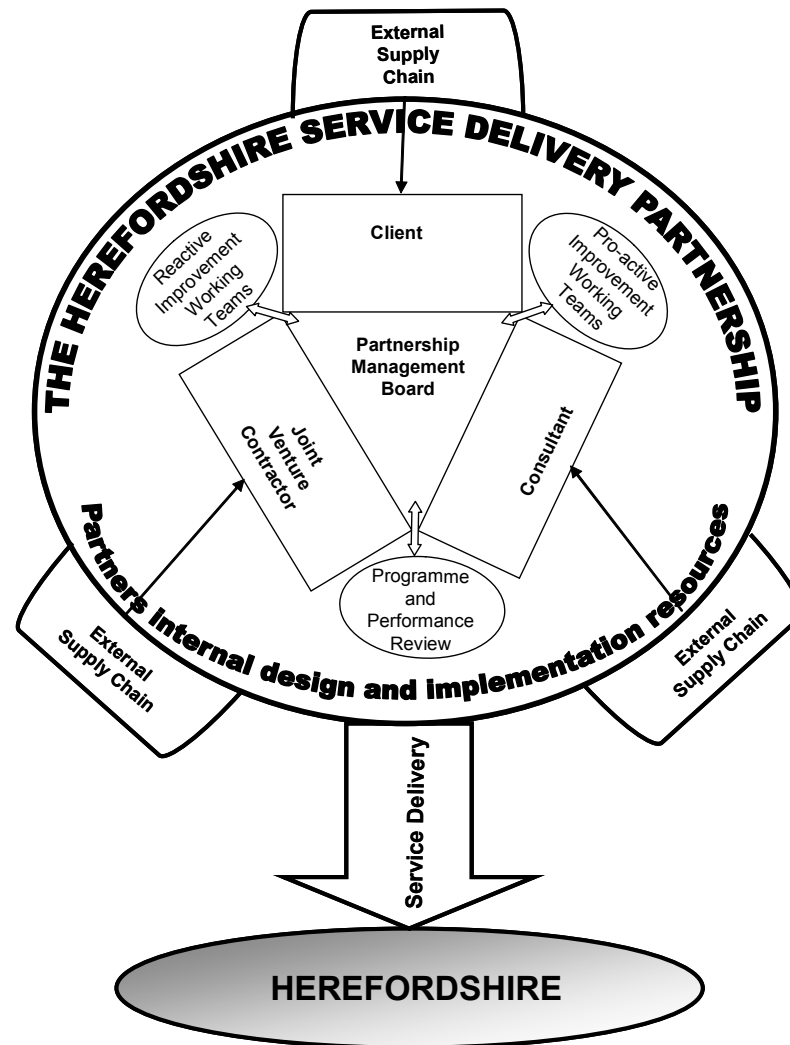 External
Supply
Chain
THE HEREFORDSHIRE SERVICE DELIVERY PARTNERSHIP
Client
Reactive
Improvement
Working
Teams
Pro-active
Improvement
Working
Teams
Partnership
Management
Board
Joint
Venture
Contractor
Consultant
Programme
and
Performance
Review
Partners internal design and implementation resources
External
Supply Chain
External
Supply Chain
Service Delivery
HEREFORDSHIRE